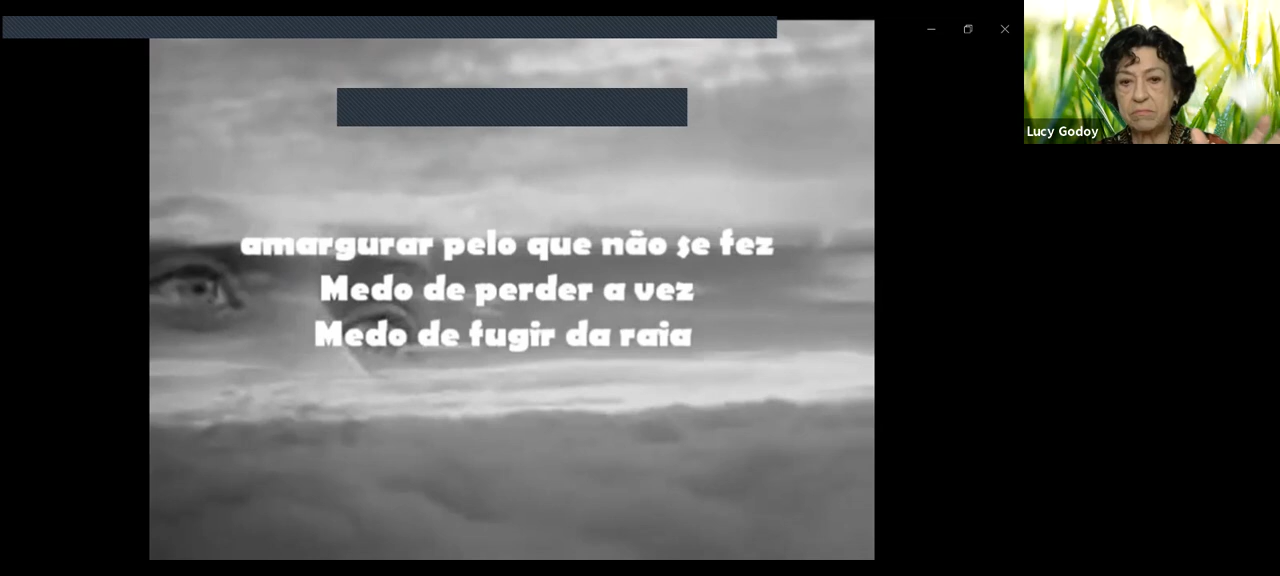 amargurar pelo que não se fez
Medo de perder a vez
Medo de fugir da raia
Lucy Godoy